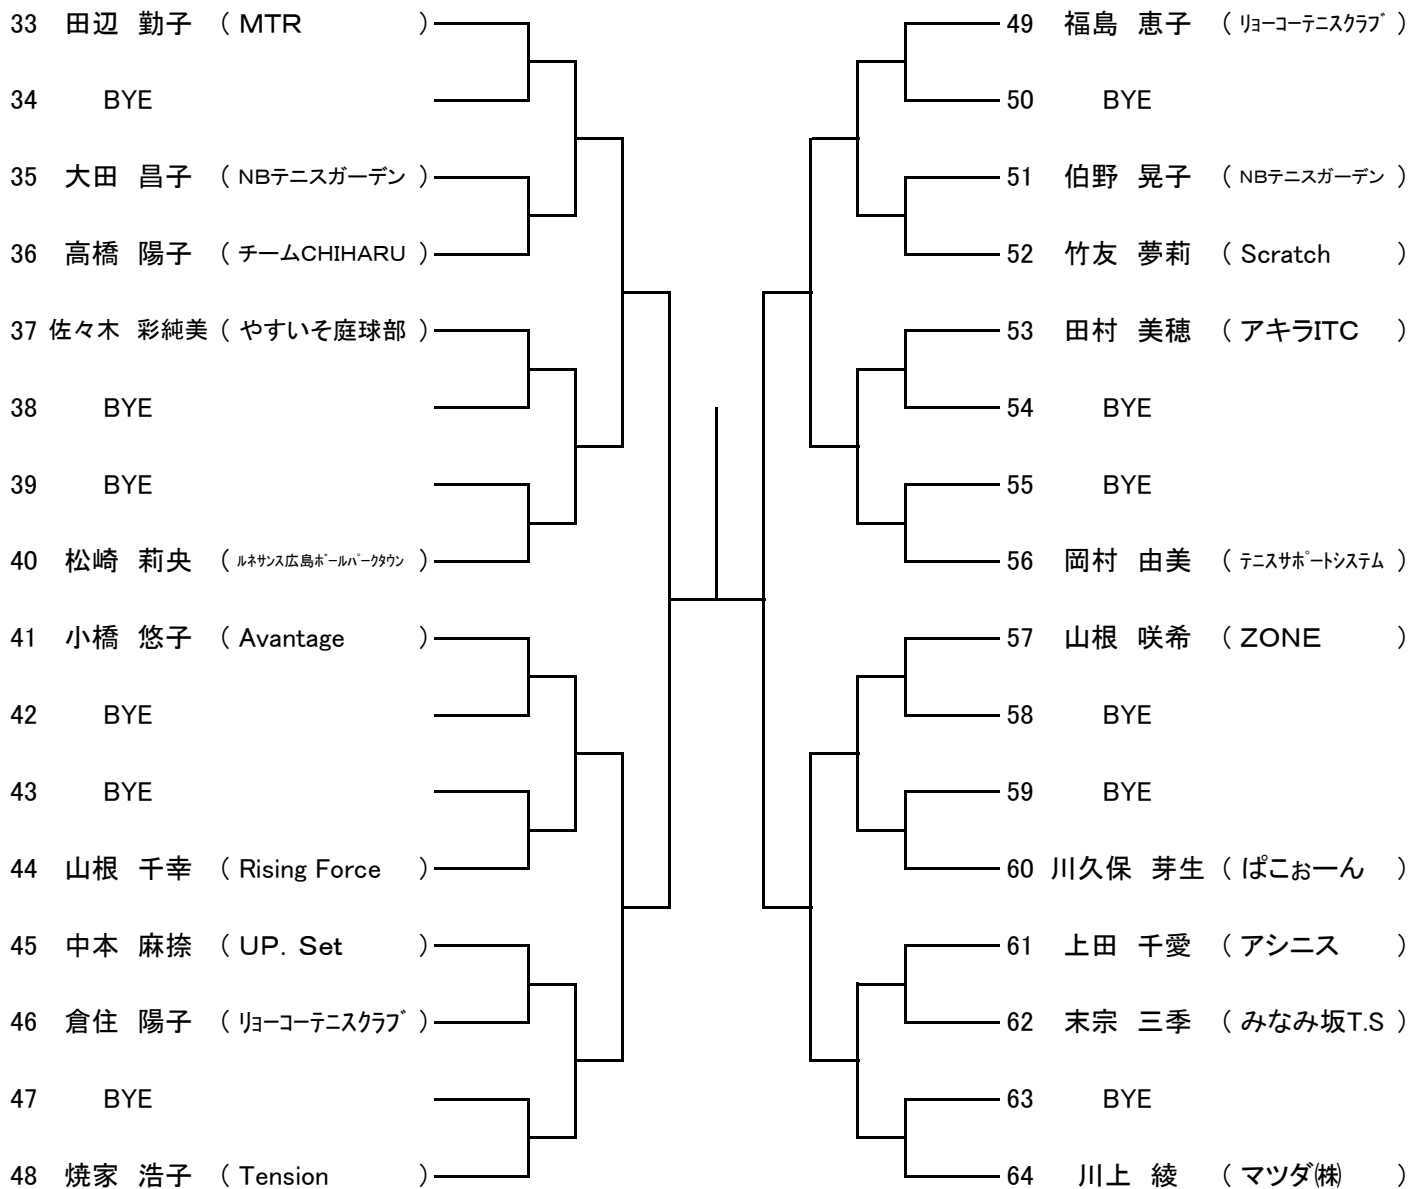 33 田辺 勤子 （ MTR ）
34 BYE
35 大田 昌子 （ NBテニスガーデン ）
36 高橋 陽子 （ チームCHIHARU ）
37 佐々木 彩純美 （ やすいそ庭球部 ）
38 BYE
39 BYE
40 松崎 莉央 （ ﾙﾈｻﾝｽ広島ﾎﾞｰﾙﾊﾟｰｸﾀｳﾝ ）
41 小橋 悠子 （ Avantage ）
42 BYE
43 BYE
44 山根 千幸 （ Rising Force ）
45 中本 麻捺 （ UP．Set ）
46 倉住 陽子 （ ﾘｮｰｺｰﾃﾆｽｸﾗﾌﾞ ）
47 BYE
48 焼家 浩子 （ Tension ）
49 福島 恵子 （ ﾘｮｰｺｰﾃﾆｽｸﾗﾌﾞ ）
50 BYE
51 伯野 晃子 （ NBテニスガーデン ）
52 竹友 夢莉 （ Scratch ）
53 田村 美穂 （ アキラITC ）
54 BYE
55 BYE
56 岡村 由美 （ ﾃﾆｽｻﾎﾟｰﾄｼｽﾃﾑ ）
57 山根 咲希 （ ZONE ）
58 BYE
59 BYE
60 川久保 芽生 （ ぱこぉーん ）
61 上田 千愛 （ アシニス ）
62 末宗 三季 （ みなみ坂T.S ）
63 BYE
64 川上 綾 （ マツダ㈱ ）